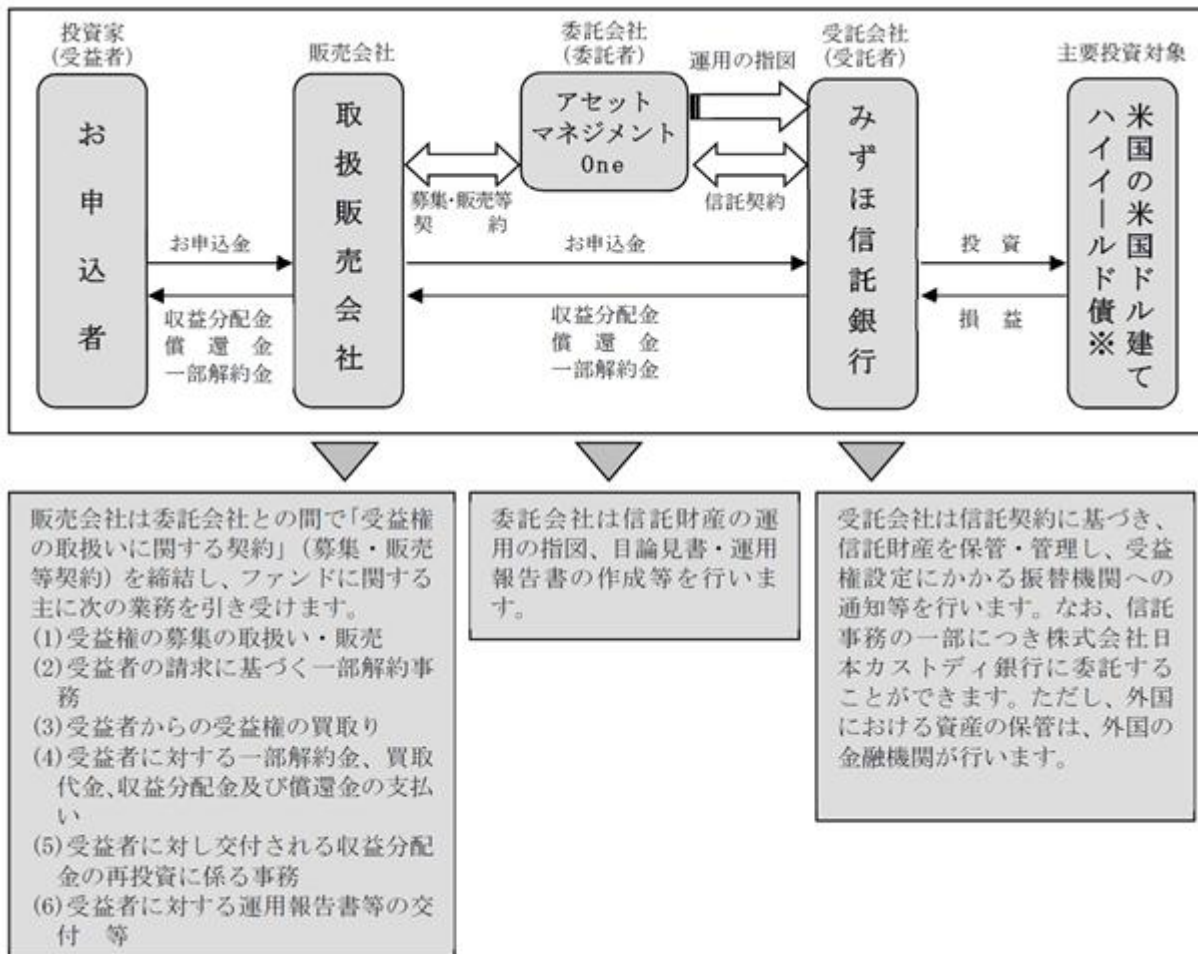 投資家
(受益者)
お申込者
販売会社
取扱販売会社
委託会社
(委託者)
アセット
マネジメント
One
運用の指図
受託会社
(受託者)
みずほ信託銀行
主要投資対象
米国の米国ドル建て
ハイイールド債※
募集・販売等
契約
信託契約
お申込金
お申込金
投資
収益分配金
償還金
一部解約金
収益分配金
償還金
一部解約金
損益
販売会社は委託会社との間で「受益権
の取扱いに関する契約」（募集・販売
等契約）を締結し、ファンドに関する
主に次の業務を引き受けます。
(1)受益権の募集の取扱い・販売
(2)受益者の請求に基づく一部解約事
務
(3)受益者からの受益権の買取り
(4)受益者に対する一部解約金、買取
代金、収益分配金及び償還金の支払
い
(5)受益者に対し交付される収益分配
金の再投資に係る事務
(6)受益者に対する運用報告書等の交
付　等
委託会社は信託財産の運
用の指図、目論見書・運用
報告書の作成等を行いま
す。
受託会社は信託契約に基づき、
信託財産を保管・管理し、受益
権設定にかかる振替機関への
通知等を行います。なお、信託
事務の一部につき株式会社日
本カストディ銀行に委託する
ことができます。ただし、外国
における資産の保管は、外国の
金融機関が行います。